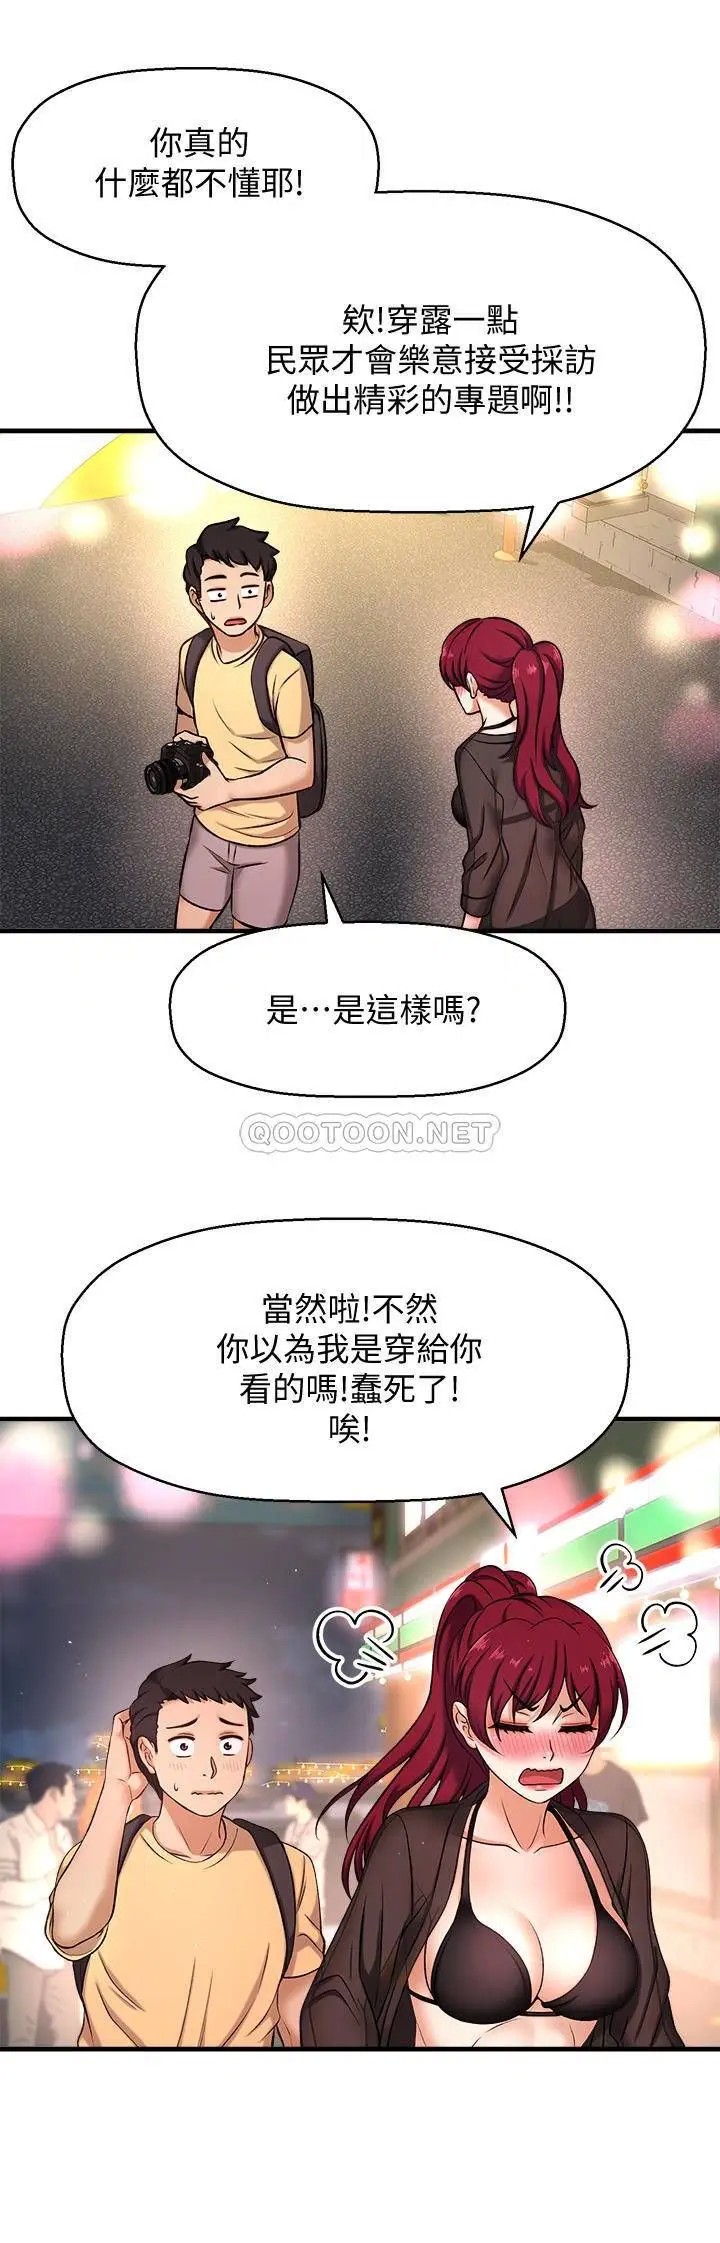 你真的
什麼都不懂耶!
欸!穿露一點
民眾才會樂意接受採訪
做出精彩的專題啊!!
是⋯是這樣嗎?
QOOTOON.NET
當然啦!不然
你以為我是穿給你
看的嗎!蠢死了!
唉!